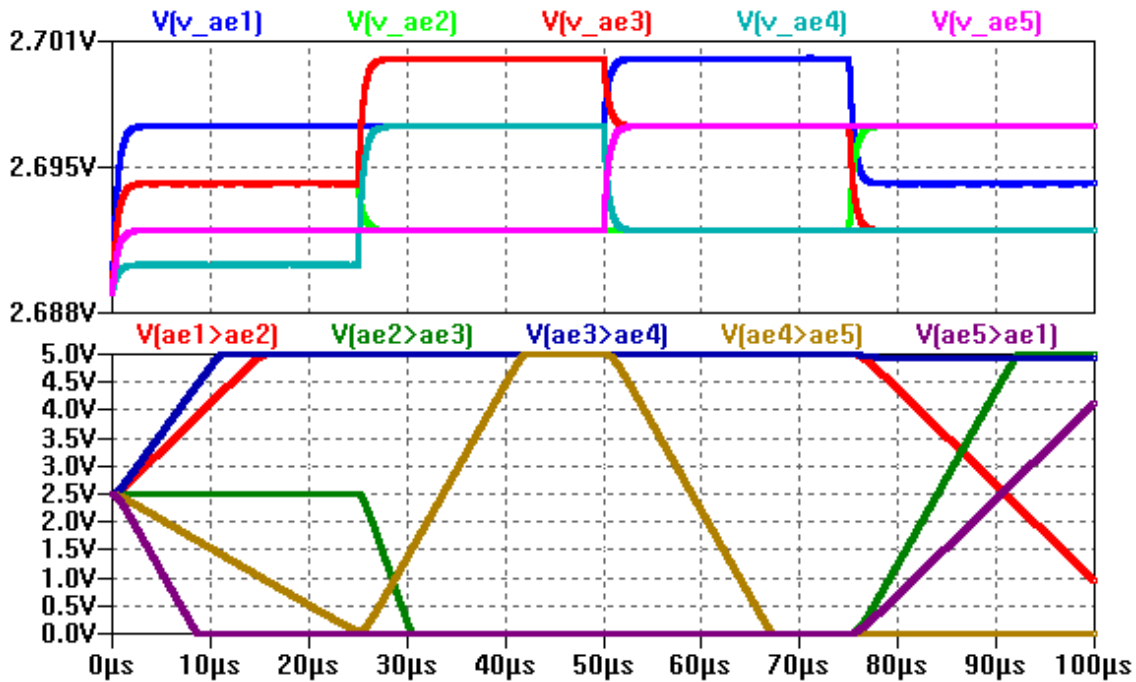 V(v_ae1) V(v_ae2) V(v_ae3) V(v_ae4) V(v_ae5)
2.701V
2.695V
2.688V
V(ae1>ae2) V(ae2>ae3) V(ae3>ae4) V(ae4>ae5) V(ae5>ae1)
5.0V
4.5V
4.0V
3.5V
3.0V
2.5V
2.0V
1.5V
1.0V
0.5V
0.0V
0µs 10µs 20µs 30µs 40µs 50µs 60µs 70µs 80µs 90µs 100µs